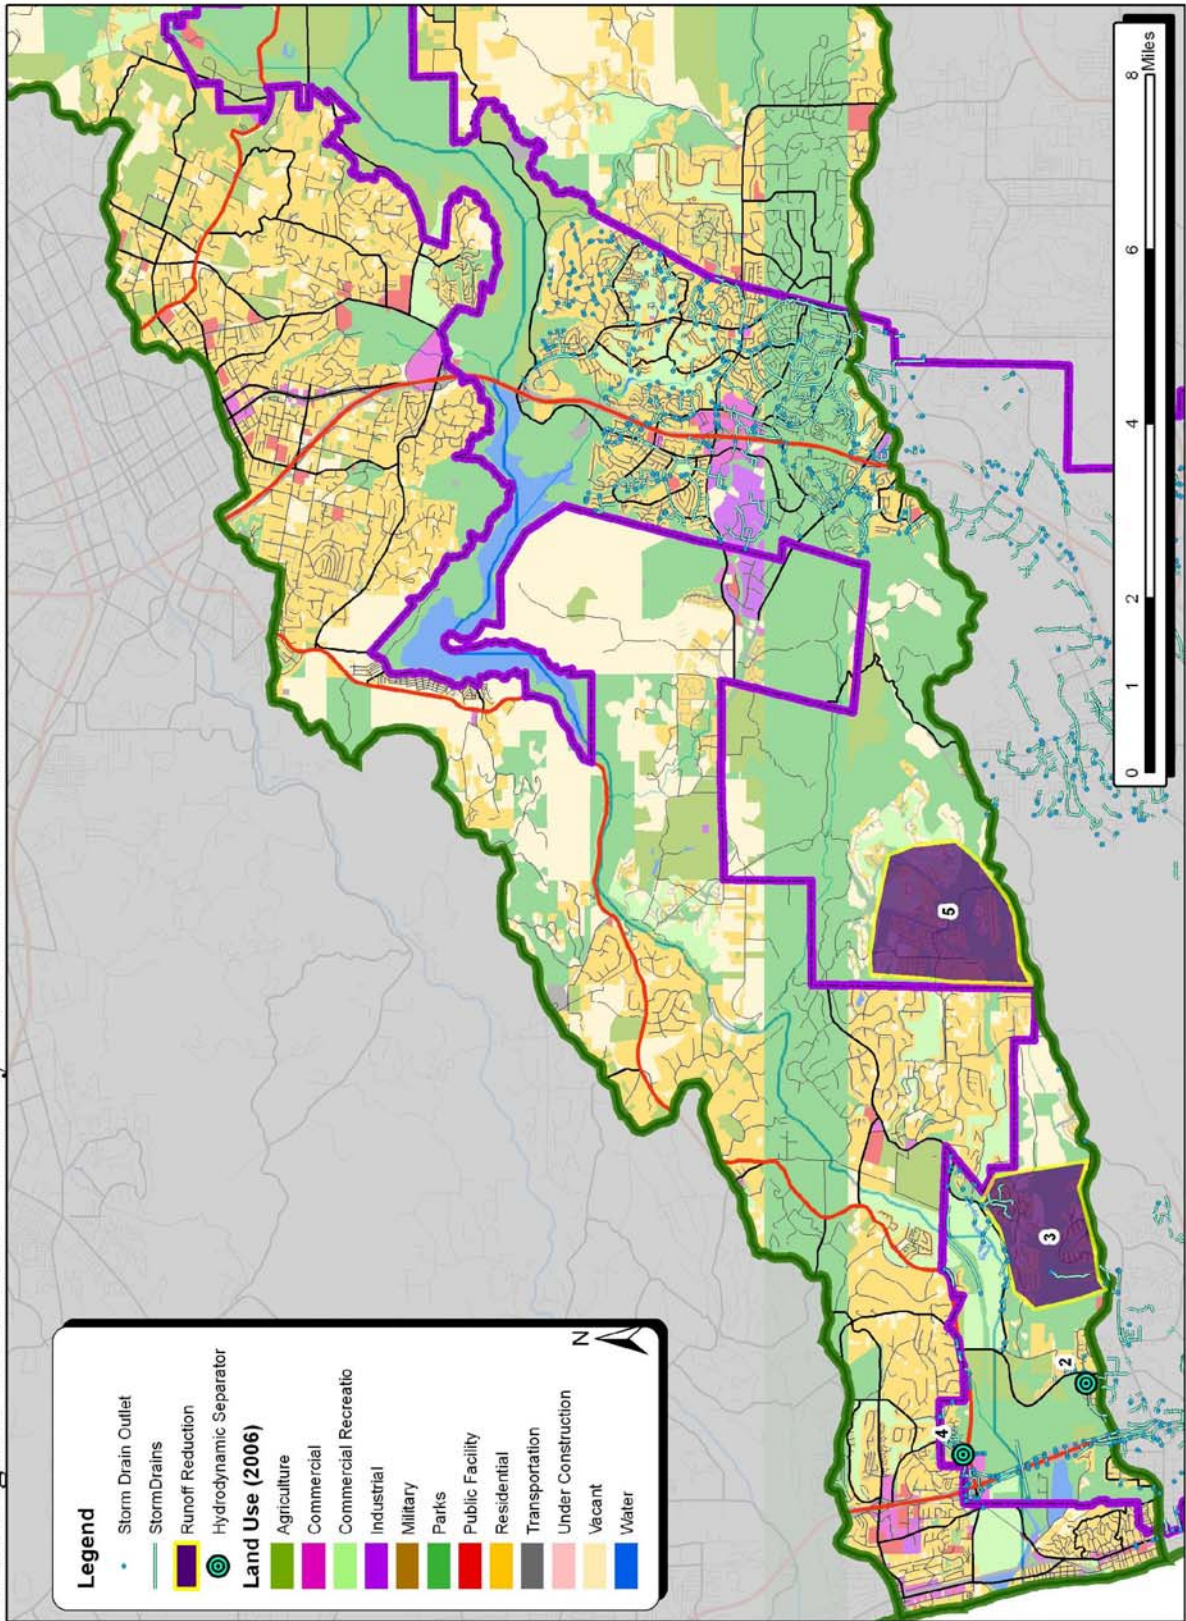 Legend
Storm Drain Outlet
StormDrains
Runoff Reduction
Hydrodynamic Separator
Land Use (2006)
Agriculture
Commercial
Commercial Recreatio
Industrial
Military
Parks
Public Facility
Residential
Transportation
Under Construction
Vacant
Water
N
4
2
3
5
0 1 2 4 6 8
Miles